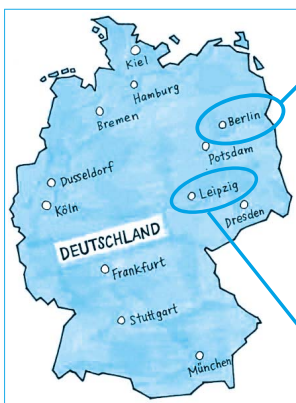 Kiel
Hamburg
Bremen
Berlin
Potsdam
Dusseldorf
Leipzig
Köln
Dresden
DEUTSCHLAND
Frankfurt
Stuttgart
München